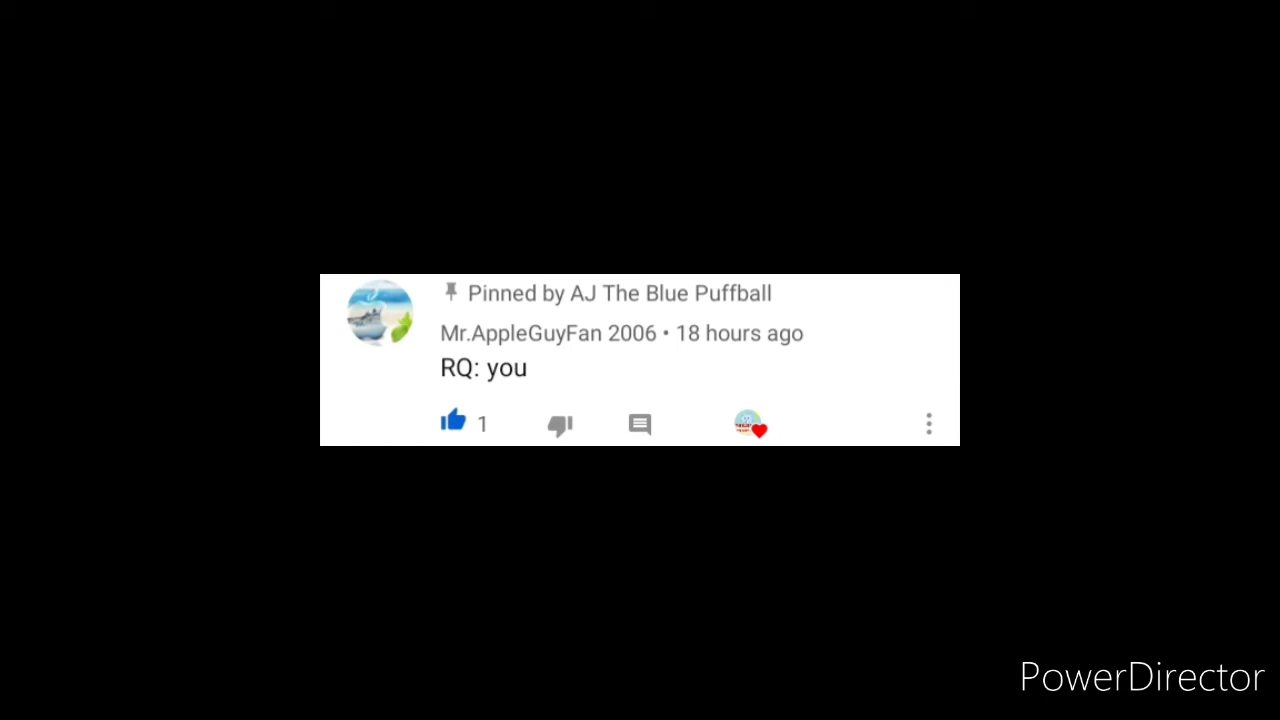 Pinned by AJ The Blue Puffball
Mr.AppleGuyFan 2006 • 18 hours ago
RQ: you
1
PowerDirector